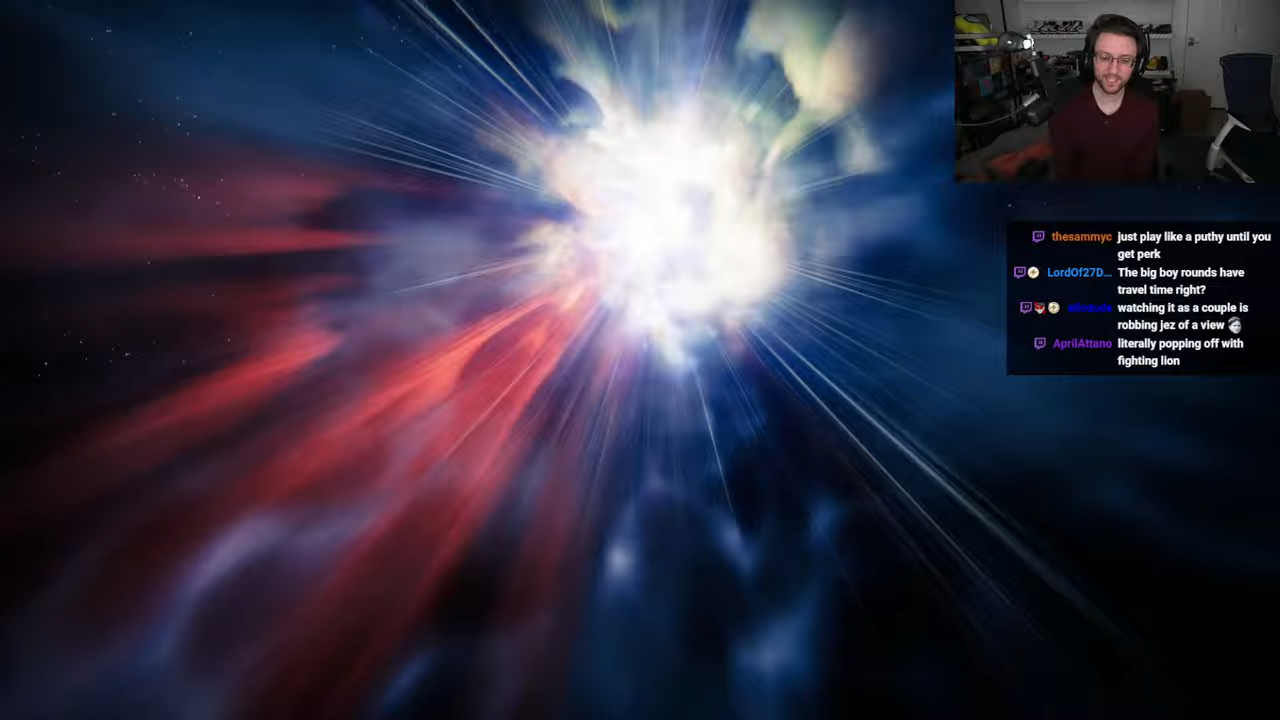 thesammyc just play like a puthy until you
get perk
LordOf27D... The big boy rounds have
travel time right?
watching it as a couple is
robbing jez of a view
AprilAttano literally popping off with
fighting lion